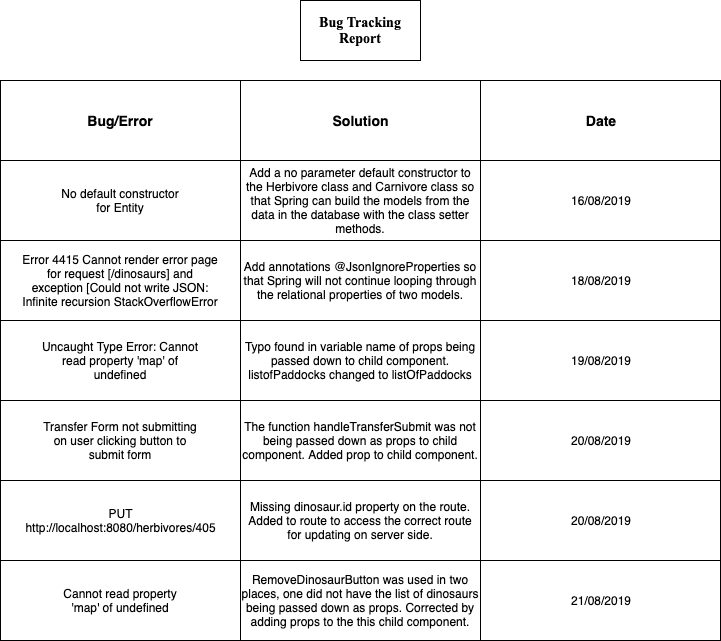 Bug Tracking
Report
Bug/Error
Solution
Date
No default constructor
for Entity
Add a no parameter default constructor to
the Herbivore class and Carnivore class so
that Spring can build the models from the
data in the database with the class setter
methods.
16/08/2019
Error 4415 Cannot render error page
for request [/dinosaurs] and
exception [Could not write JSON:
Infinite recursion StackOverflowError
Add annotations @JsonIgnoreProperties so
that Spring will not continue looping through
the relational properties of two models.
18/08/2019
Uncaught Type Error: Cannot
read property 'map' of
undefined
Typo found in variable name of props being
passed down to child component.
listofPaddocks changed to listOfPaddocks
19/08/2019
Transfer Form not submitting
on user clicking button to
submit form
The function handleTransferSubmit was not
being passed down as props to child
component. Added prop to child component.
20/08/2019
PUT
http://localhost:8080/herbivores/405
Missing dinosaur.id property on the route.
Added to route to access the correct route
for updating on server side.
20/08/2019
Cannot read property
'map' of undefined
RemoveDinosaurButton was used in two
places, one did not have the list of dinosaurs
being passed down as props. Corrected by
adding props to the this child component.
21/08/2019